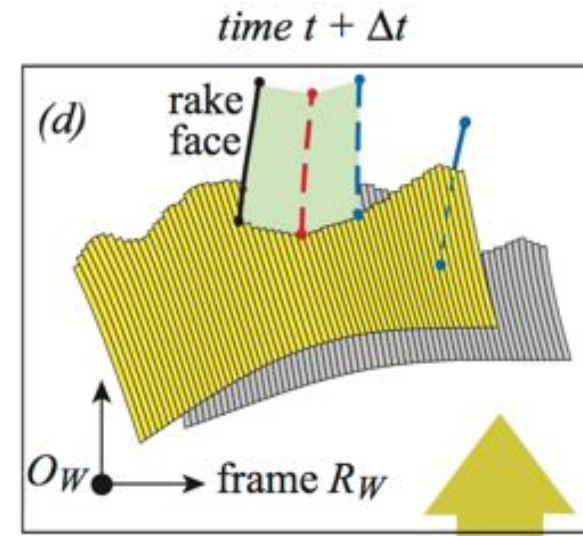 time t + Δt
(d)
rake
face
O_W
frame R_W